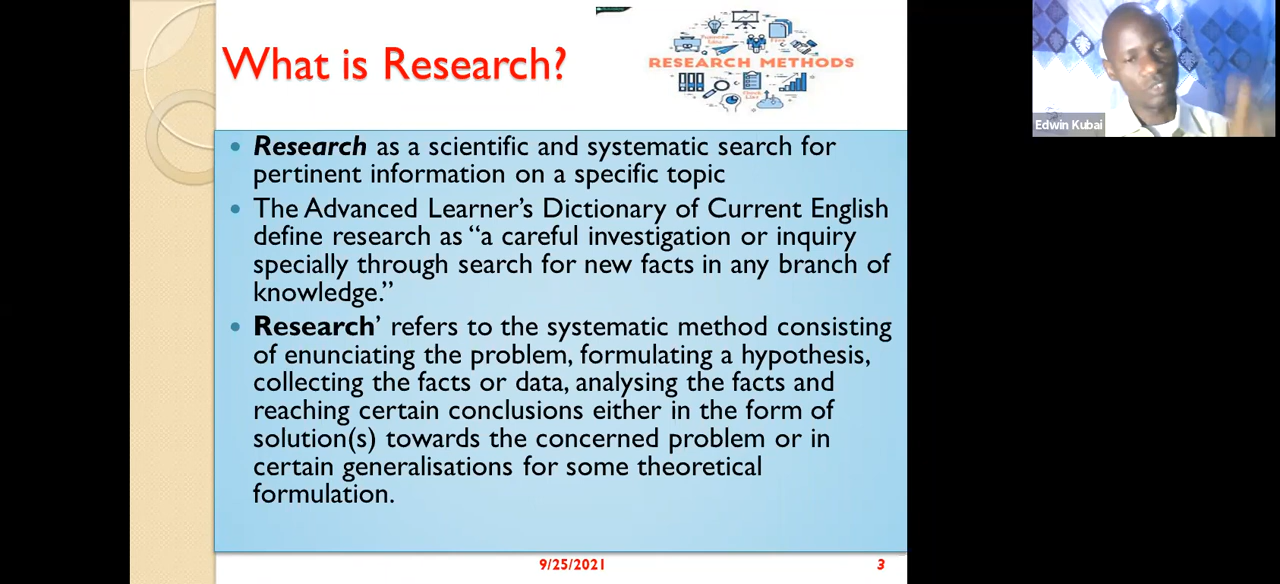 What is Research?
RESEARCH METHODS
Edwin Kubai
Research as a scientific and systematic search for
pertinent information on a specific topic
The Advanced Learner’s Dictionary of Current English
define research as “a careful investigation or inquiry
specially through search for new facts in any branch of
knowledge.”
Research’ refers to the systematic method consisting
of enunciating the problem, formulating a hypothesis,
collecting the facts or data, analysing the facts and
reaching certain conclusions either in the form of
solution(s) towards the concerned problem or in
certain generalisations for some theoretical
formulation.
9/25/2021
3